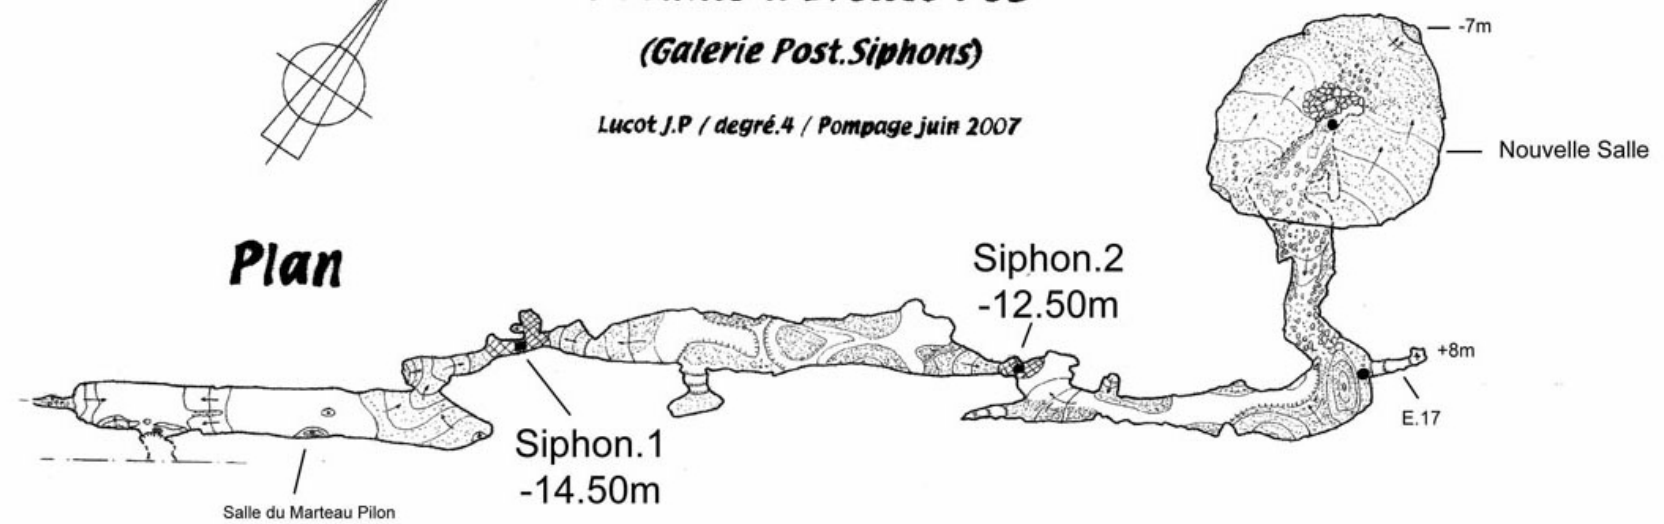 (Galerie Post.Siphons)
Lucot J.P / degré.4 / Pompage juin 2007
-7m
Nouvelle Salle
Plan
Siphon.2
-12.50m
+8m
E.17
Siphon.1
-14.50m
Salle du Marteau Pilon